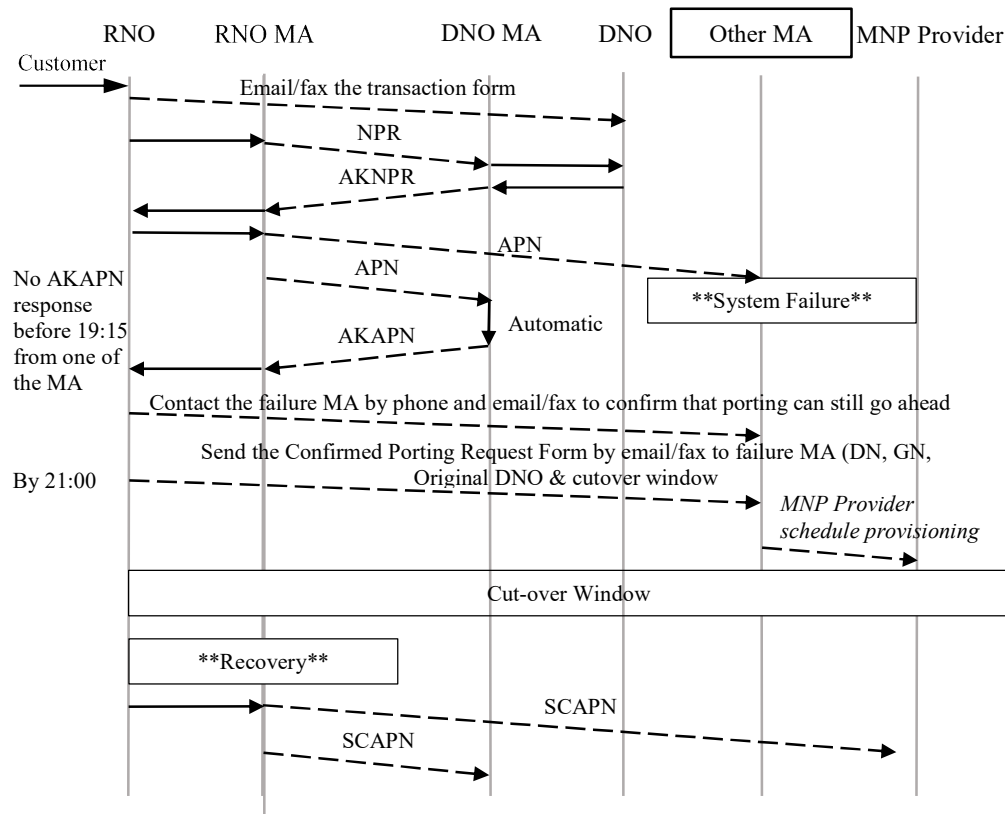 RNO RNO MA DNO MA DNO Other MA MNP Provider
Customer
Email/fax the transaction form
NPR
AKNPR
APN
APN
No AKAPN
response
before 19:15
from one of
the MA
**System Failure**
Automatic
AKAPN
Contact the failure MA by phone and email/fax to confirm that porting can still go ahead
Send the Confirmed Porting Request Form by email/fax to failure MA (DN, GN,
Original DNO & cutover window
By 21:00
MNP Provider
schedule provisioning
Cut-over Window
**Recovery**
SCAPN
SCAPN